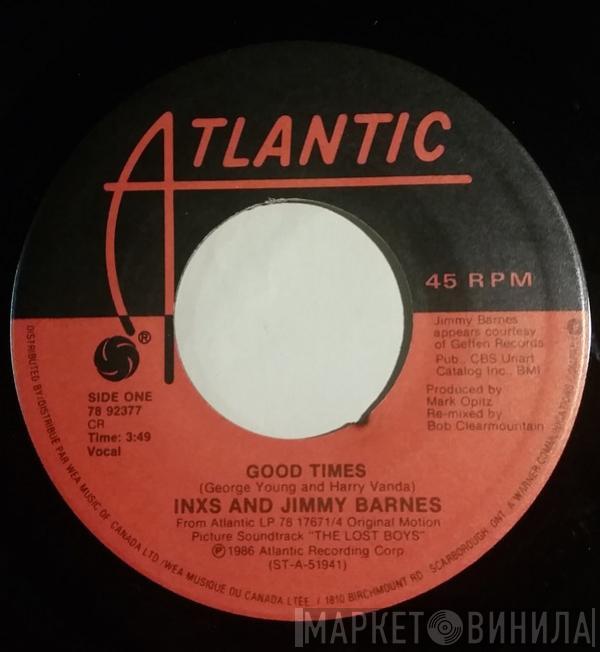 ATLANTIC
®
45 RPM
Jimmy Barnes
appears courtesy
of Geffen Records
Pub., CBS Unart
Catalog Inc., BMI
Produced by
Mark Opitz
Re-mixed by
Bob Clearmountain
SIDE ONE
78 92377
CR
Time: 3:49
Vocal
GOOD TIMES
(George Young and Harry Vanda)
INXS AND JIMMY BARNES
From Atlantic LP 78 17671/4 Original Motion
Picture Soundtrack "THE LOST BOYS"
℗1986 Atlantic Recording Corp.
(ST-A-51941)
DISTRIBUTED BY/DISTRIBUÉ PAR WEA MUSIC OF CANADA LTD./WEA MUSIQUE DU CANADA LTÉE./1810 BIRCHMOUNT RD. SCARBOROUGH, ONT. A WARNER COMMUNICATIONS
МАРКЕТ ВИНИЛА